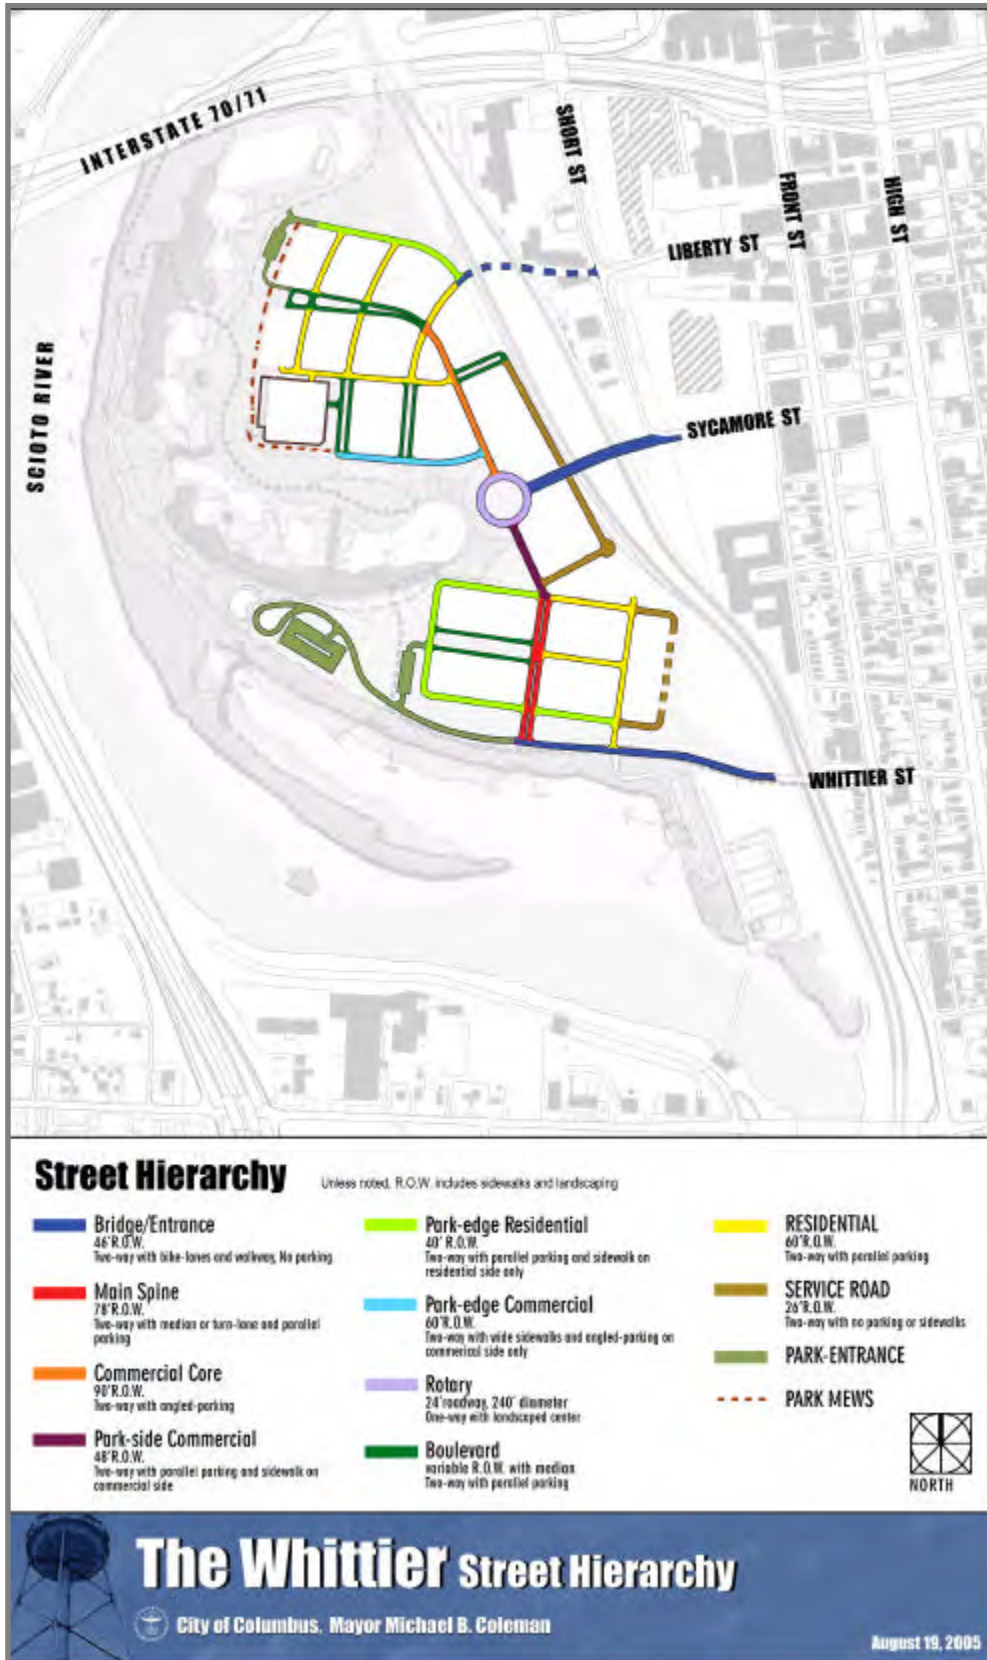 INTERSTATE 70/71
SHORT ST
FRONT ST
HIGH ST
LIBERTY ST
SCIOTO RIVER
SYCAMORE ST
WHITTIER ST
Street Hierarchy
Unless noted, R.O.W. includes sidewalks and landscaping
Bridge/Entrance
46'R.O.W.
Two-way with bike-lanes and walkway, No parking
Main Spine
78'R.O.W.
Two-way with median or turn-lane and parallel
parking
Commercial Core
90'R.O.W.
Two-way with angled-parking
Park-side Commercial
48'R.O.W.
Two-way with parallel parking and sidewalk on
commercial side
Park-edge Residential
40' R.O.W.
Two-way with parallel parking and sidewalk on
residential side only
Park-edge Commercial
60'R.O.W.
Two-way with wide sidewalks and angled-parking on
commerical side only
Rotary
24'roadway, 240' diameter
One-way with landscaped center
Boulevard
variable R.O.W. with median
Two-way with parallel parking
RESIDENTIAL
60'R.O.W.
Two-way with parallel parking
SERVICE ROAD
26'R.O.W.
Two-way with no parking or sidewalks
PARK-ENTRANCE
PARK MEWS
NORTH
The Whittier Street Hierarchy
City of Columbus, Mayor Michael B. Coleman
August 19, 2005